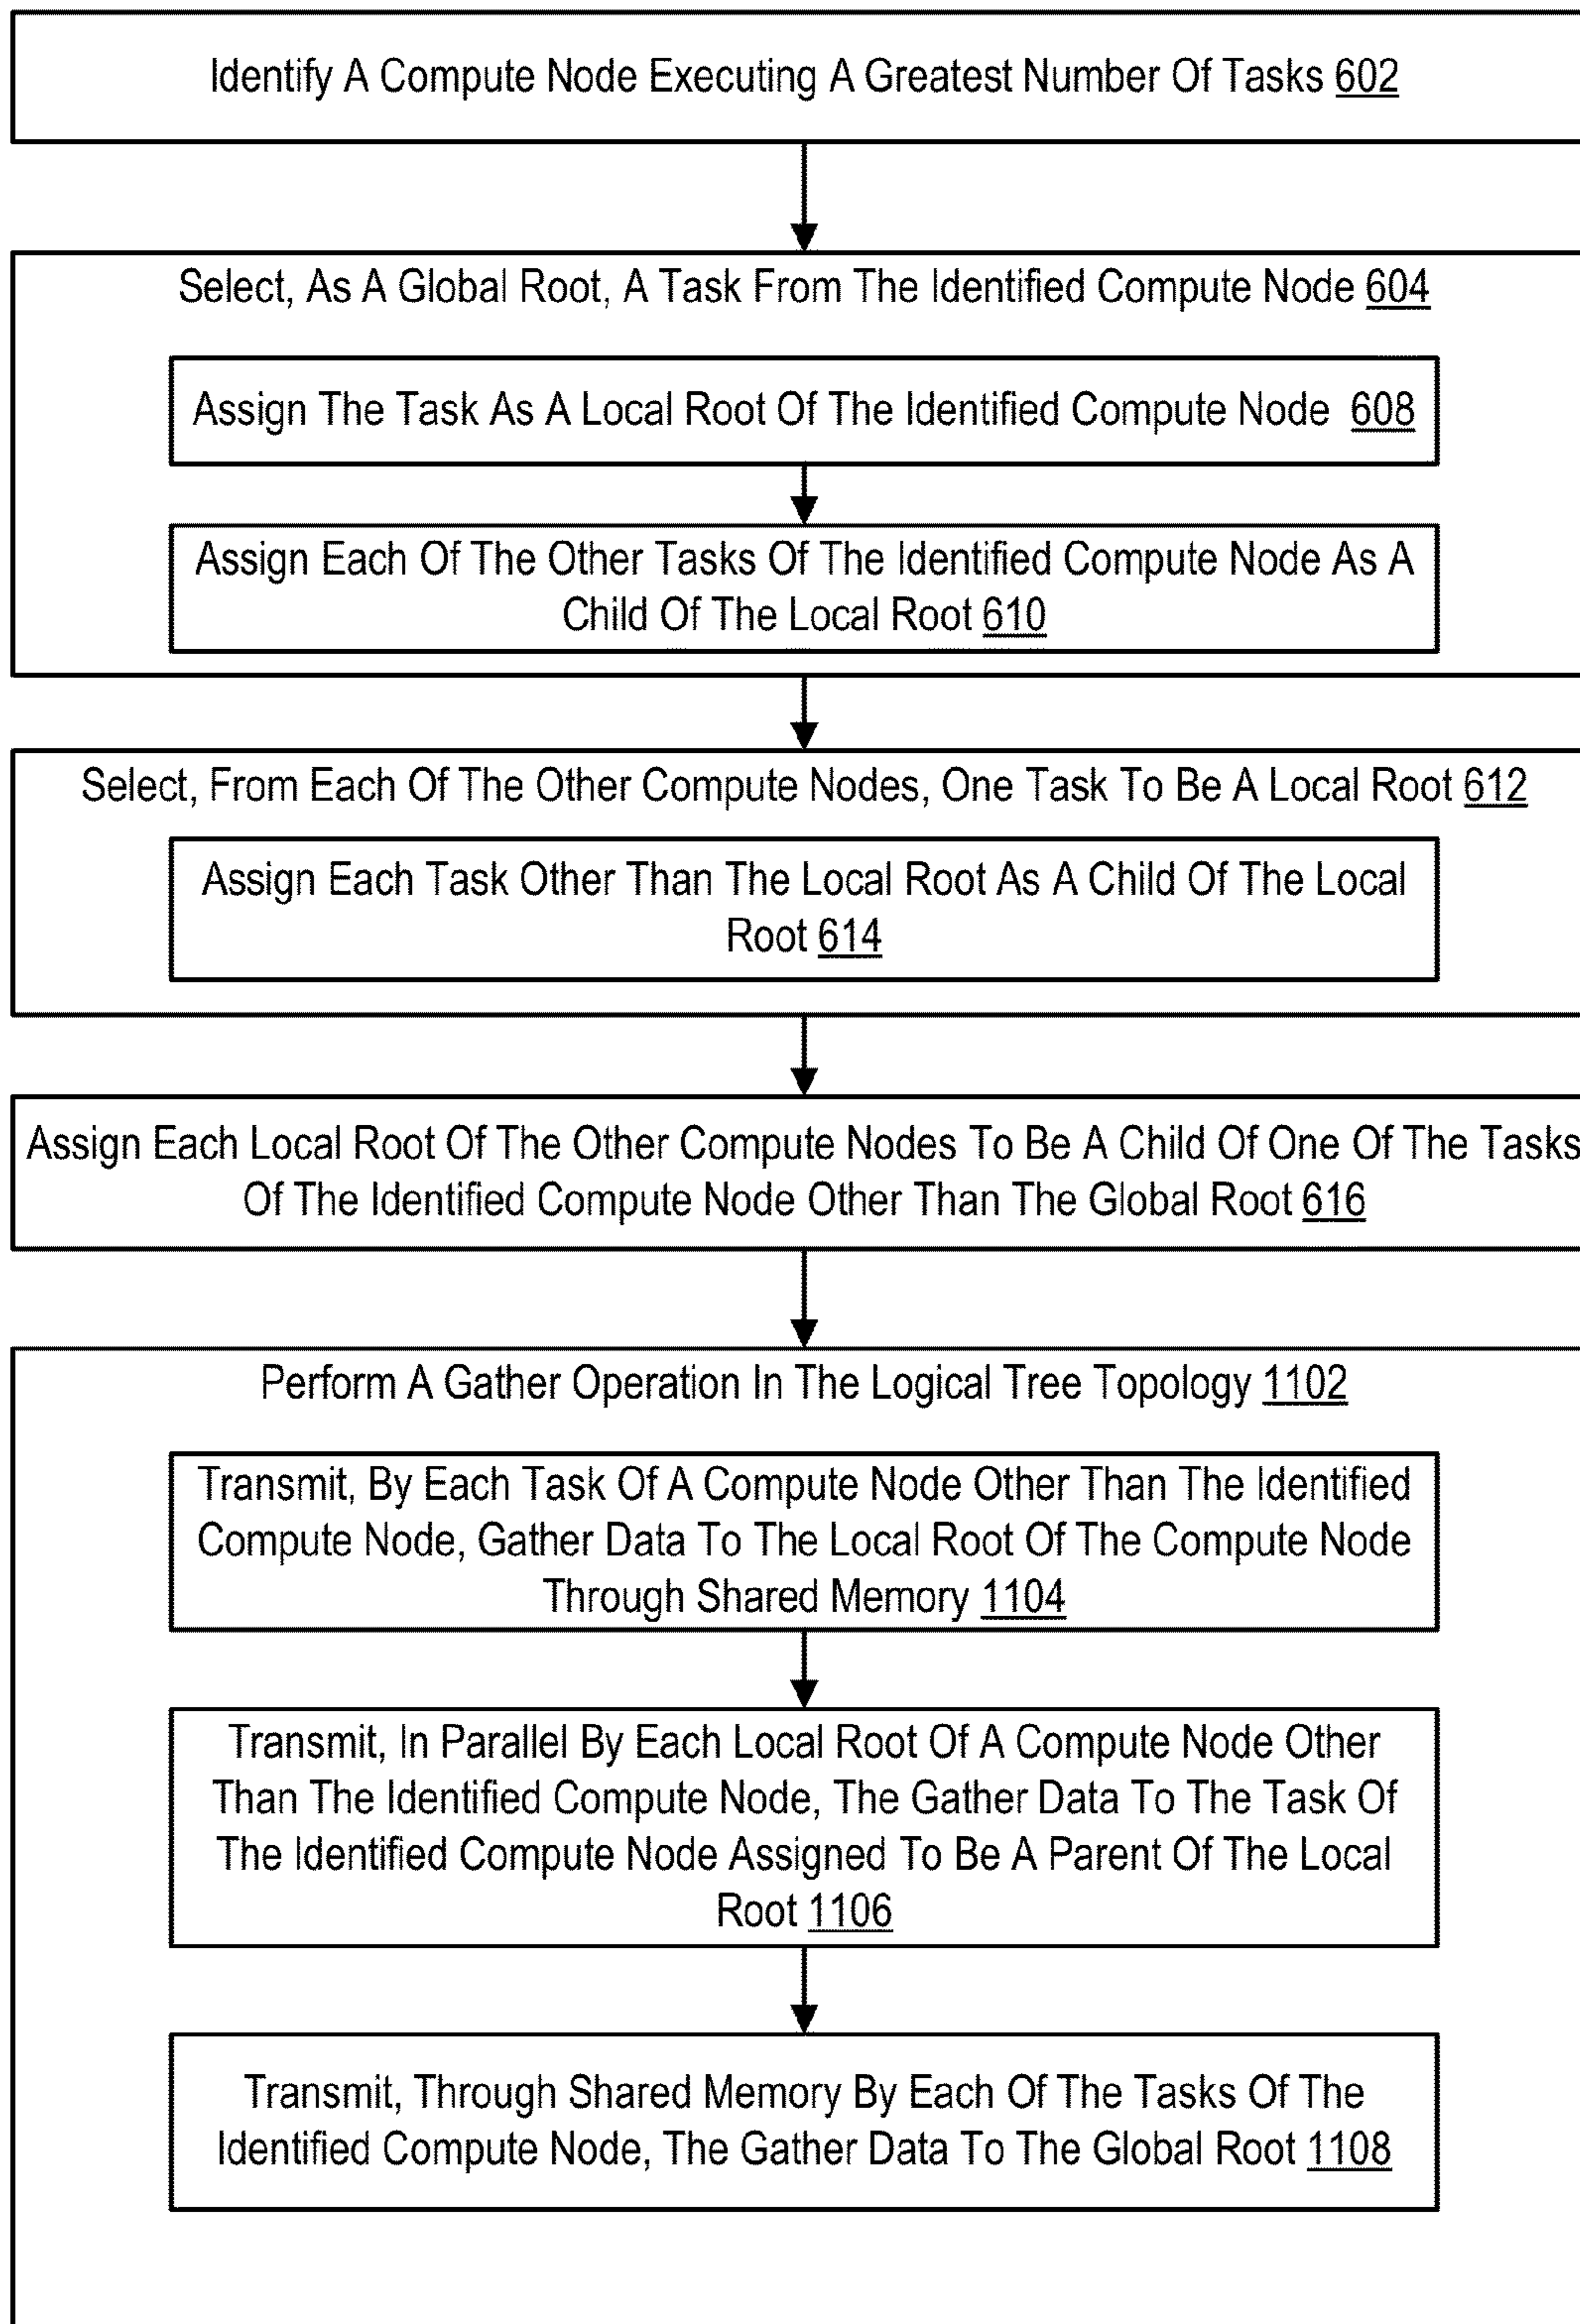 Identify A Compute Node Executing A Greatest Number Of Tasks 602
Select, As A Global Root, A Task From The Identified Compute Node 604
Assign The Task As A Local Root Of The Identified Compute Node 608
Assign Each Of The Other Tasks Of The Identified Compute Node As A
Child Of The Local Root 610
Select, From Each Of The Other Compute Nodes, One Task To Be A Local Root 612
Assign Each Task Other Than The Local Root As A Child Of The Local
Root 614
Assign Each Local Root Of The Other Compute Nodes To Be A Child Of One Of The Tasks
Of The Identified Compute Node Other Than The Global Root 616
Perform A Gather Operation In The Logical Tree Topology 1102
Transmit, By Each Task Of A Compute Node Other Than The Identified
Compute Node, Gather Data To The Local Root Of The Compute Node
Through Shared Memory 1104
Transmit, In Parallel By Each Local Root Of A Compute Node Other
Than The Identified Compute Node, The Gather Data To The Task Of
The Identified Compute Node Assigned To Be A Parent Of The Local
Root 1106
Transmit, Through Shared Memory By Each Of The Tasks Of The
Identified Compute Node, The Gather Data To The Global Root 1108